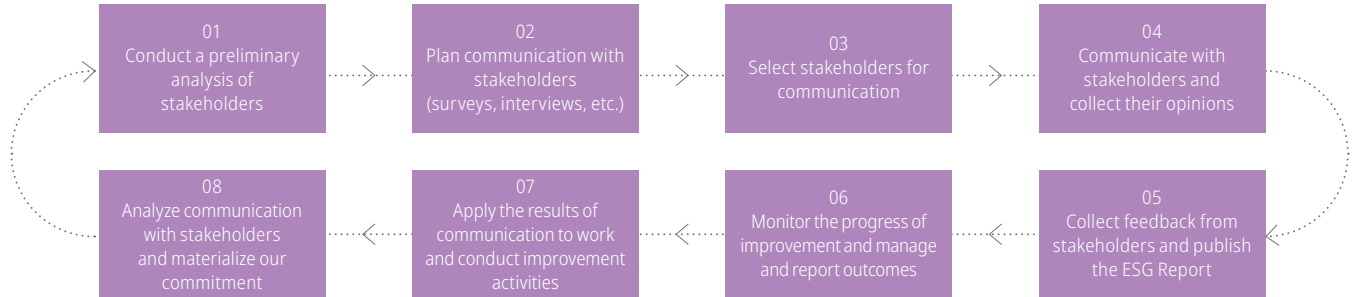 01
Conduct a preliminary
analysis of
stakeholders
02
Plan communication with
stakeholders
(surveys, interviews, etc.)
03
Select stakeholders for
communication
04
Communicate with
stakeholders and
collect their opinions
05
Collect feedback from
stakeholders and publish
the ESG Report
06
Monitor the progress of
improvement and manage
and report outcomes
07
Apply the results of
communication to work
and conduct improvement
activities
08
Analyze communication
with stakeholders
and materialize our
commitment